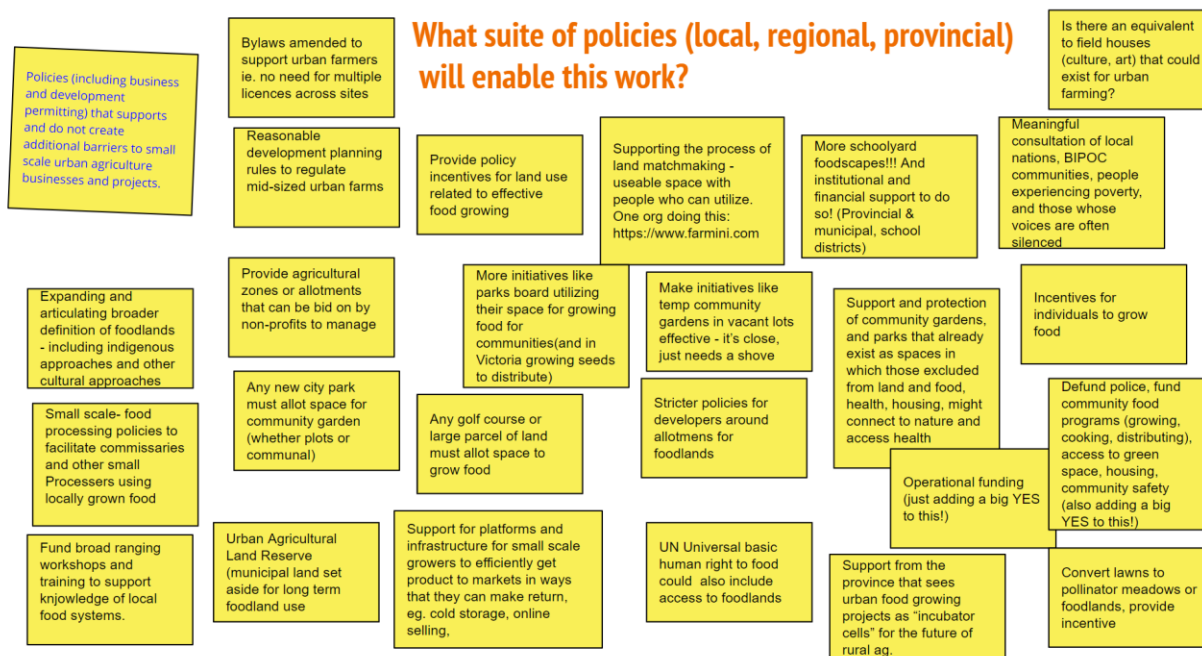 What suite of policies (local, regional, provincial)
will enable this work?
Policies (including business
and development
permitting) that supports
and do not create
additional barriers to small
scale urban agriculture
businesses and projects.
Bylaws amended to
support urban farmers
ie. no need for multiple
licences across sites
Is there an equivalent
to field houses
(culture, art) that could
exist for urban
farming?
Reasonable
development planning
rules to regulate
mid-sized urban farms
Provide policy
incentives for land use
related to effective
food growing
Supporting the process of
land matchmaking -
useable space with
people who can utilize.
One org doing this:
https://www.farmini.com
More schoolyard
foodscapes!!! And
institutional and
financial support to do
so! (Provincial &
municipal, school
districts)
Meaningful
consultation of local
nations, BIPOC
communities, people
experiencing poverty,
and those whose
voices are often
silenced
Expanding and
articulating broader
definition of foodlands
- including indigenous
approaches and other
cultural approaches
Provide agricultural
zones or allotments
that can be bid on by
non-profits to manage
More initiatives like
parks board utilizing
their space for growing
food for
communities(and in
Victoria growing seeds
to distribute)
Make initiatives like
temp community
gardens in vacant lots
effective - it's close,
just needs a shove
Support and protection
of community gardens,
and parks that already
exist as spaces in
which those excluded
from land and food,
health, housing, might
connect to nature and
access health
Incentives for
individuals to grow
food
Small scale- food
processing policies to
facilitate commissaries
and other small
Processers using
locally grown food
Any new city park
must allot space for
community garden
(whether plots or
communal)
Any golf course or
large parcel of land
must allot space to
grow food
Stricter policies for
developers around
allotmens for
foodlands
Operational funding
(just adding a big YES
to this!)
Defund police, fund
community food
programs (growing,
cooking, distributing),
access to green
space, housing,
community safety
(also adding a big
YES to this!)
Fund broad ranging
workshops and
training to support
knjowledge of local
food systems.
Urban Agricultural
Land Reserve
(municipal land set
aside for long term
foodland use
Support for platforms and
infrastructure for small scale
growers to efficiently get
product to markets in ways
that they can make return,
eg. cold storage, online
selling,
UN Universal basic
human right to food
could also include
access to foodlands
Support from the
province that sees
urban food growing
projects as "incubator
cells" for the future of
rural ag.
Convert lawns to
pollinator meadows or
foodlands, provide
incentive